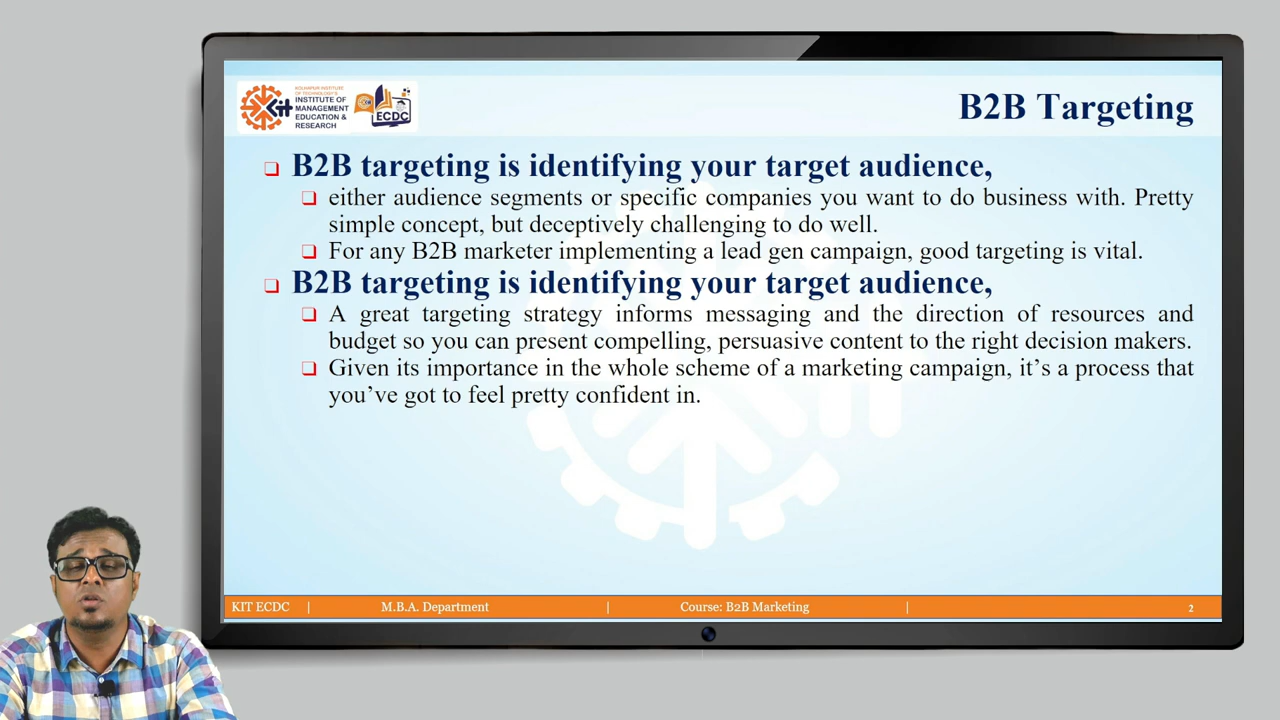 KOLHAPUR INSTITUTE
OF TECHNOLOGY'S
INSTITUTE OF
MANAGEMENT
EDUCATION &
RESEARCH
KIT
ECDC
B2B Targeting
B2B targeting is identifying your target audience,
either audience segments or specific companies you want to do business with. Pretty
simple concept, but deceptively challenging to do well.
For any B2B marketer implementing a lead gen campaign, good targeting is vital.
B2B targeting is identifying your target audience,
A great targeting strategy informs messaging and the direction of resources and
budget so you can present compelling, persuasive content to the right decision makers.
Given its importance in the whole scheme of a marketing campaign, it’s a process that
you’ve got to feel pretty confident in.
KIT ECDC | M.B.A. Department | Course: B2B Marketing | 2